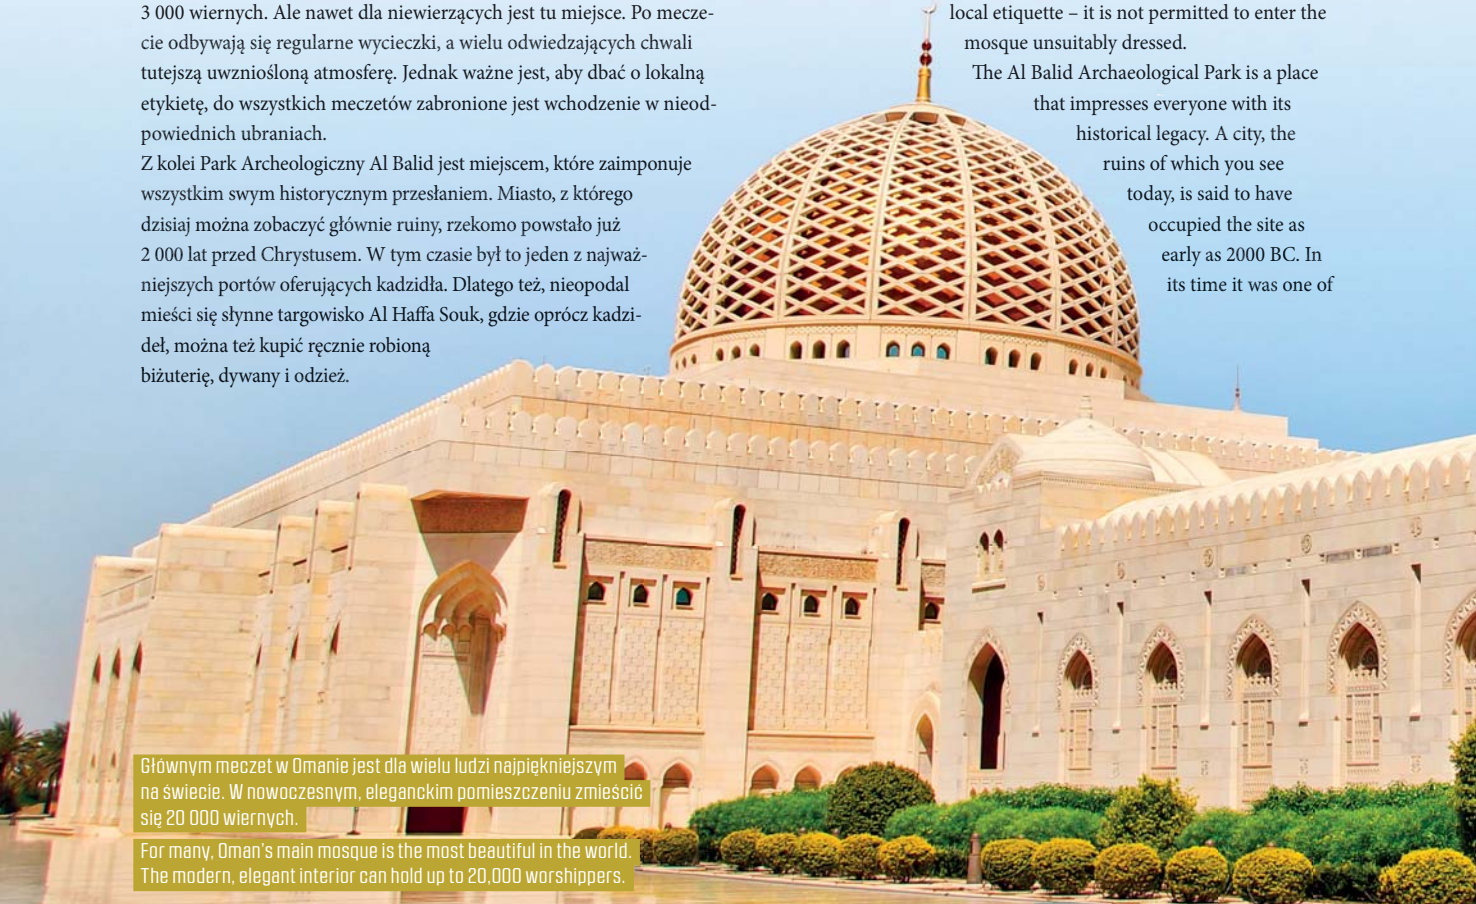 3 000 wiernych. Ale nawet dla niewierzących jest tu miejsce. Po mecze-
cie odbywają się regularne wycieczki, a wielu odwiedzających chwali
tutejszą uwzniośloną atmosferę. Jednak ważne jest, aby dbać o lokalną
etykietę, do wszystkich meczetów zabronione jest wchodzenie w nieod-
powiednich ubraniach.
Z kolei Park Archeologiczny Al Balid jest miejscem, które zaimponuje
wszystkim swym historycznym przesłaniem. Miasto, z którego
dzisiaj można zobaczyć głównie ruiny, rzekomo powstało już
2 000 lat przed Chrystusem. W tym czasie był to jeden z najważ-
niejszych portów oferujących kadzidła. Dlatego też, nieopodal
mieści się słynne targowisko Al Haffa Souk, gdzie oprócz kadzi-
deł, można też kupić ręcznie robioną
biżuterię, dywany i odzież.
local etiquette – it is not permitted to enter the
mosque unsuitably dressed.
The Al Balid Archaeological Park is a place
that impresses everyone with its
historical legacy. A city, the
ruins of which you see
today, is said to have
occupied the site as
early as 2000 BC. In
its time it was one of
Głównym meczet w Omanie jest dla wielu ludzi najpiękniejszym
na świecie. W nowoczesnym, eleganckim pomieszczeniu zmieścić
się 20 000 wiernych.
For many, Oman's main mosque is the most beautiful in the world.
The modern, elegant interior can hold up to 20,000 worshippers.